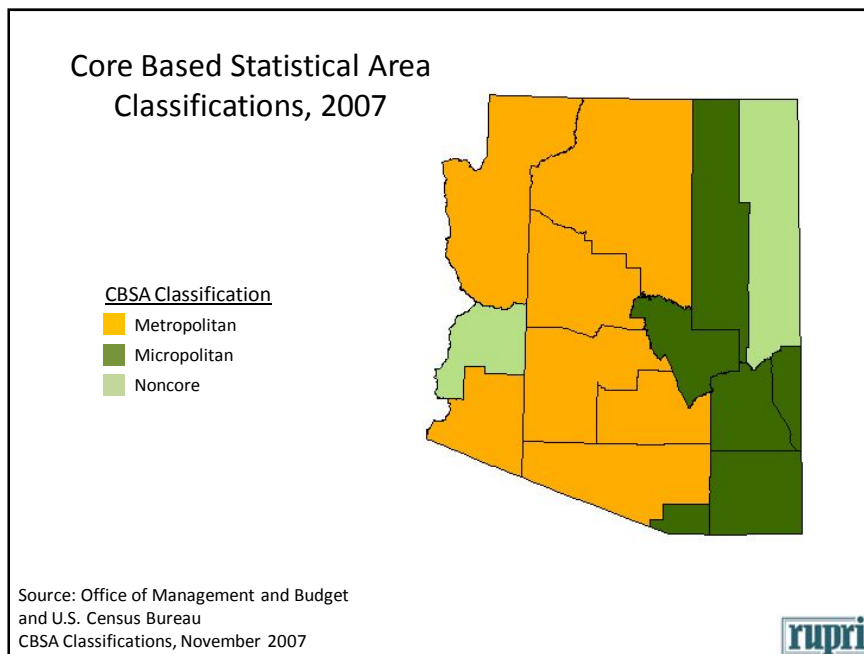 Core Based Statistical Area
Classifications, 2007
CBSA Classification
Metropolitan
Micropolitan
Noncore
Source: Office of Management and Budget
and U.S. Census Bureau
CBSA Classifications, November 2007
rupri